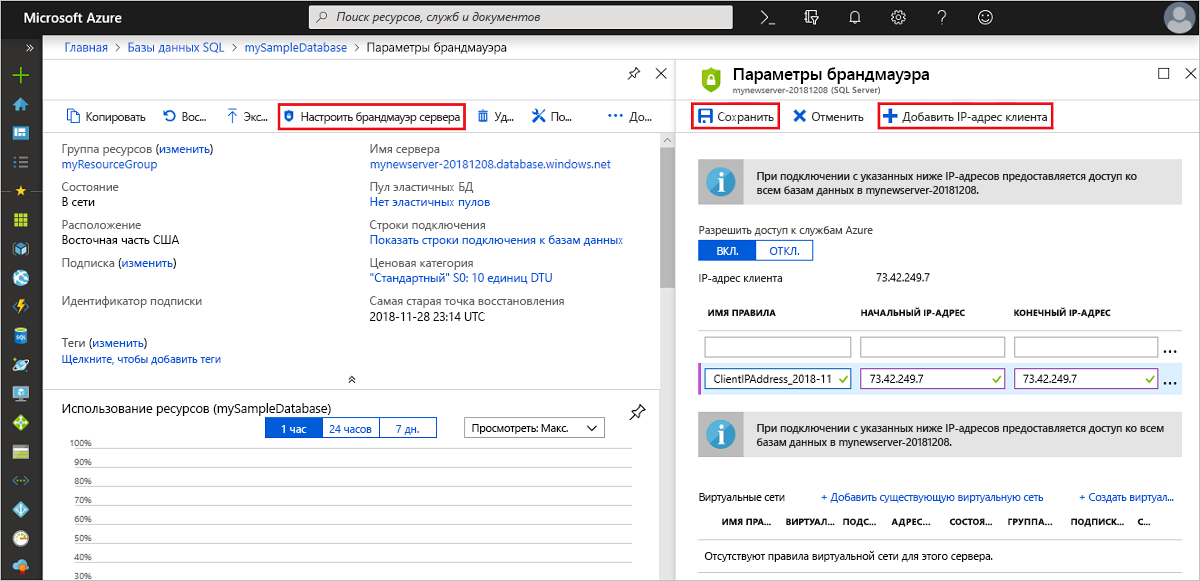 Microsoft Azure
Поиск ресурсов, служб и документов
Главная > Базы данных SQL > mySampleDatabase > Параметры брандмауэра
Копировать Вос... Экс... Настроить брандмауэр сервера Уд... По... ... До...
Группа ресурсов (изменить)
myResourceGroup
Состояние
В сети
Расположение
Восточная часть США
Подписка (изменить)
Идентификатор подписки
Теги (изменить)
Щелкните, чтобы добавить теги
Имя сервера
mynewserver-20181208.database.windows.net
Пул эластичных БД
Нет эластичных пулов
Строки подключения
Показать строки подключения к базам данных
Ценовая категория
"Стандартный" S0: 10 единиц DTU
Самая старая точка восстановления
2018-11-28 23:14 UTC
Использование ресурсов (mySampleDatabase)
1 час 24 часов 7 дн. Просмотреть: Макс.
100%
90%
80%
70%
60%
50%
40%
30%
Параметры брандмауэра
mynewserver-20181208 (SQL Server)
Сохранить Отменить Добавить IP-адрес клиента
При подключении с указанных ниже IP-адресов предоставляется доступ ко
всем базам данных в mynewserver-20181208.
Разрешить доступ к службам Azure
ВКЛ. ОТКЛ.
IP-адрес клиента 73.42.249.7
ИМЯ ПРАВИЛА НАЧАЛЬНЫЙ IP-АДРЕС КОНЕЧНЫЙ IP-АДРЕС
...
ClientIPAddress_2018-11 73.42.249.7 73.42.249.7 ...
При подключении с указанных ниже IP-адресов предоставляется доступ ко всем
базам данных в mynewserver-20181208.
Виртуальные сети + Добавить существующую виртуальную сеть + Создать виртуал...
ИМЯ ПРА... ВИРТУАЛ... ПОДС... АДРЕС... СОСТОЯ... ГРУППА... ПОДПИСК... С...
Отсутствуют правила виртуальной сети для этого сервера.